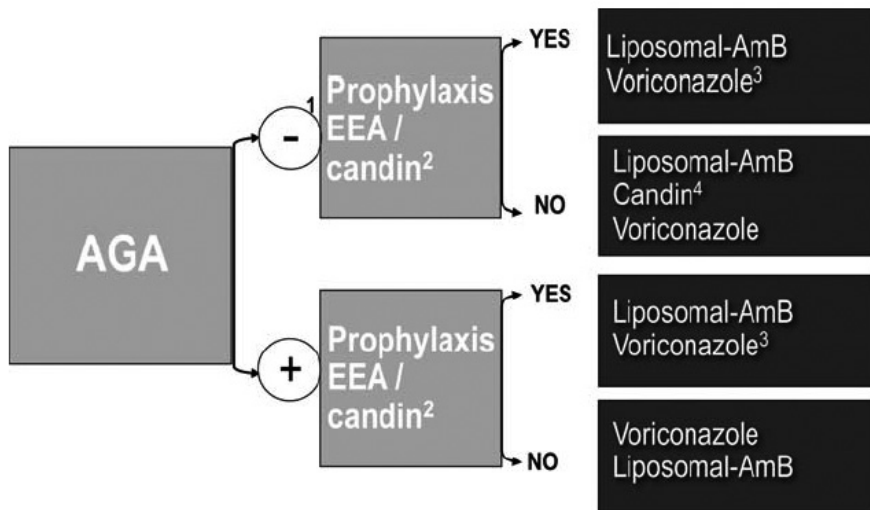 AGA
-
1
Prophylaxis
EEA /
candin²
YES
NO
Liposomal-AmB
Voriconazole³
Liposomal-AmB
Candin⁴
Voriconazole
+
Prophylaxis
EEA /
candin²
YES
NO
Liposomal-AmB
Voriconazole³
Voriconazole
Liposomal-AmB